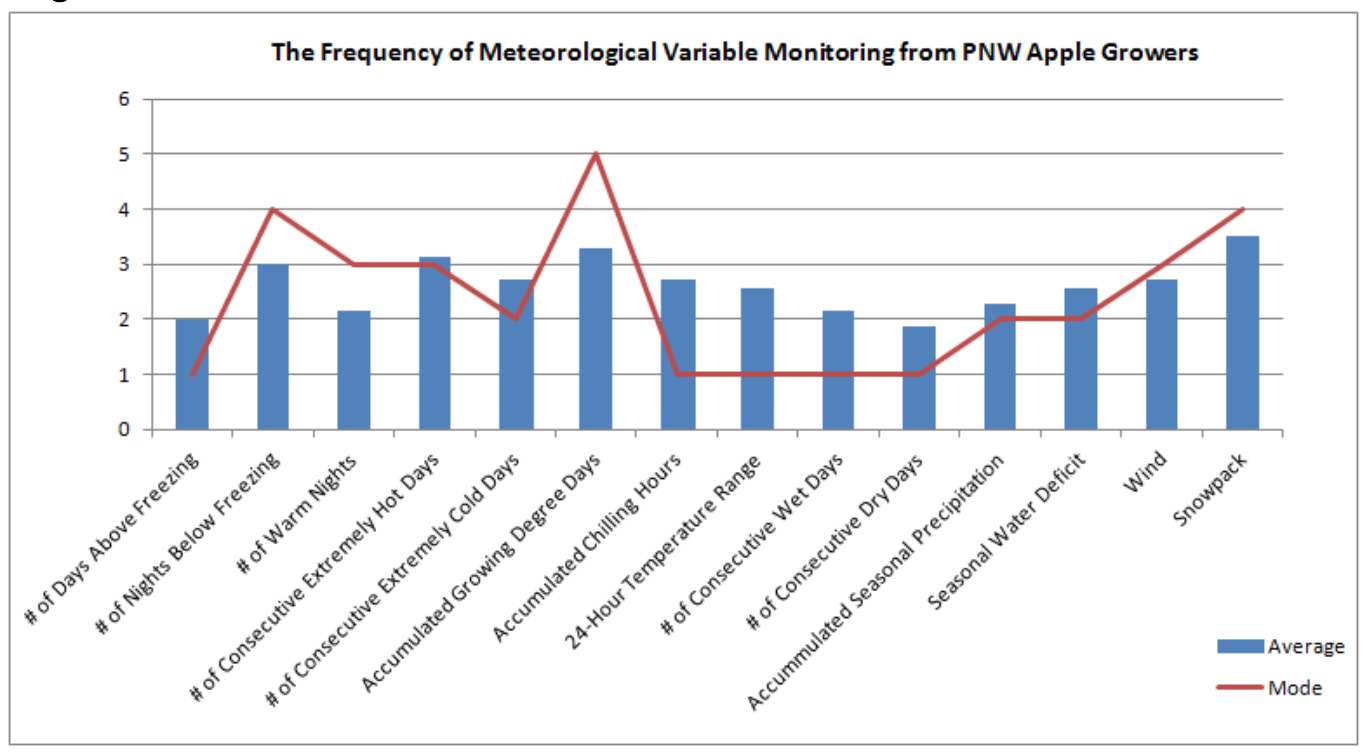 The Frequency of Meteorological Variable Monitoring from PNW Apple Growers
6
5
4
3
2
1
0
# of Days Above Freezing
# of Nights Below Freezing
# of Warm Nights
# of Consecutive Extremely Hot Days
# of Consecutive Extremely Cold Days
Accumulated Growing Degree Days
Accumulated Chilling Hours
24-Hour Temperature Range
# of Consecutive Wet Days
# of Consecutive Dry Days
Accummulated Seasonal Precipitation
Seasonal Water Deficit
Wind
Snowpack
Average
Mode